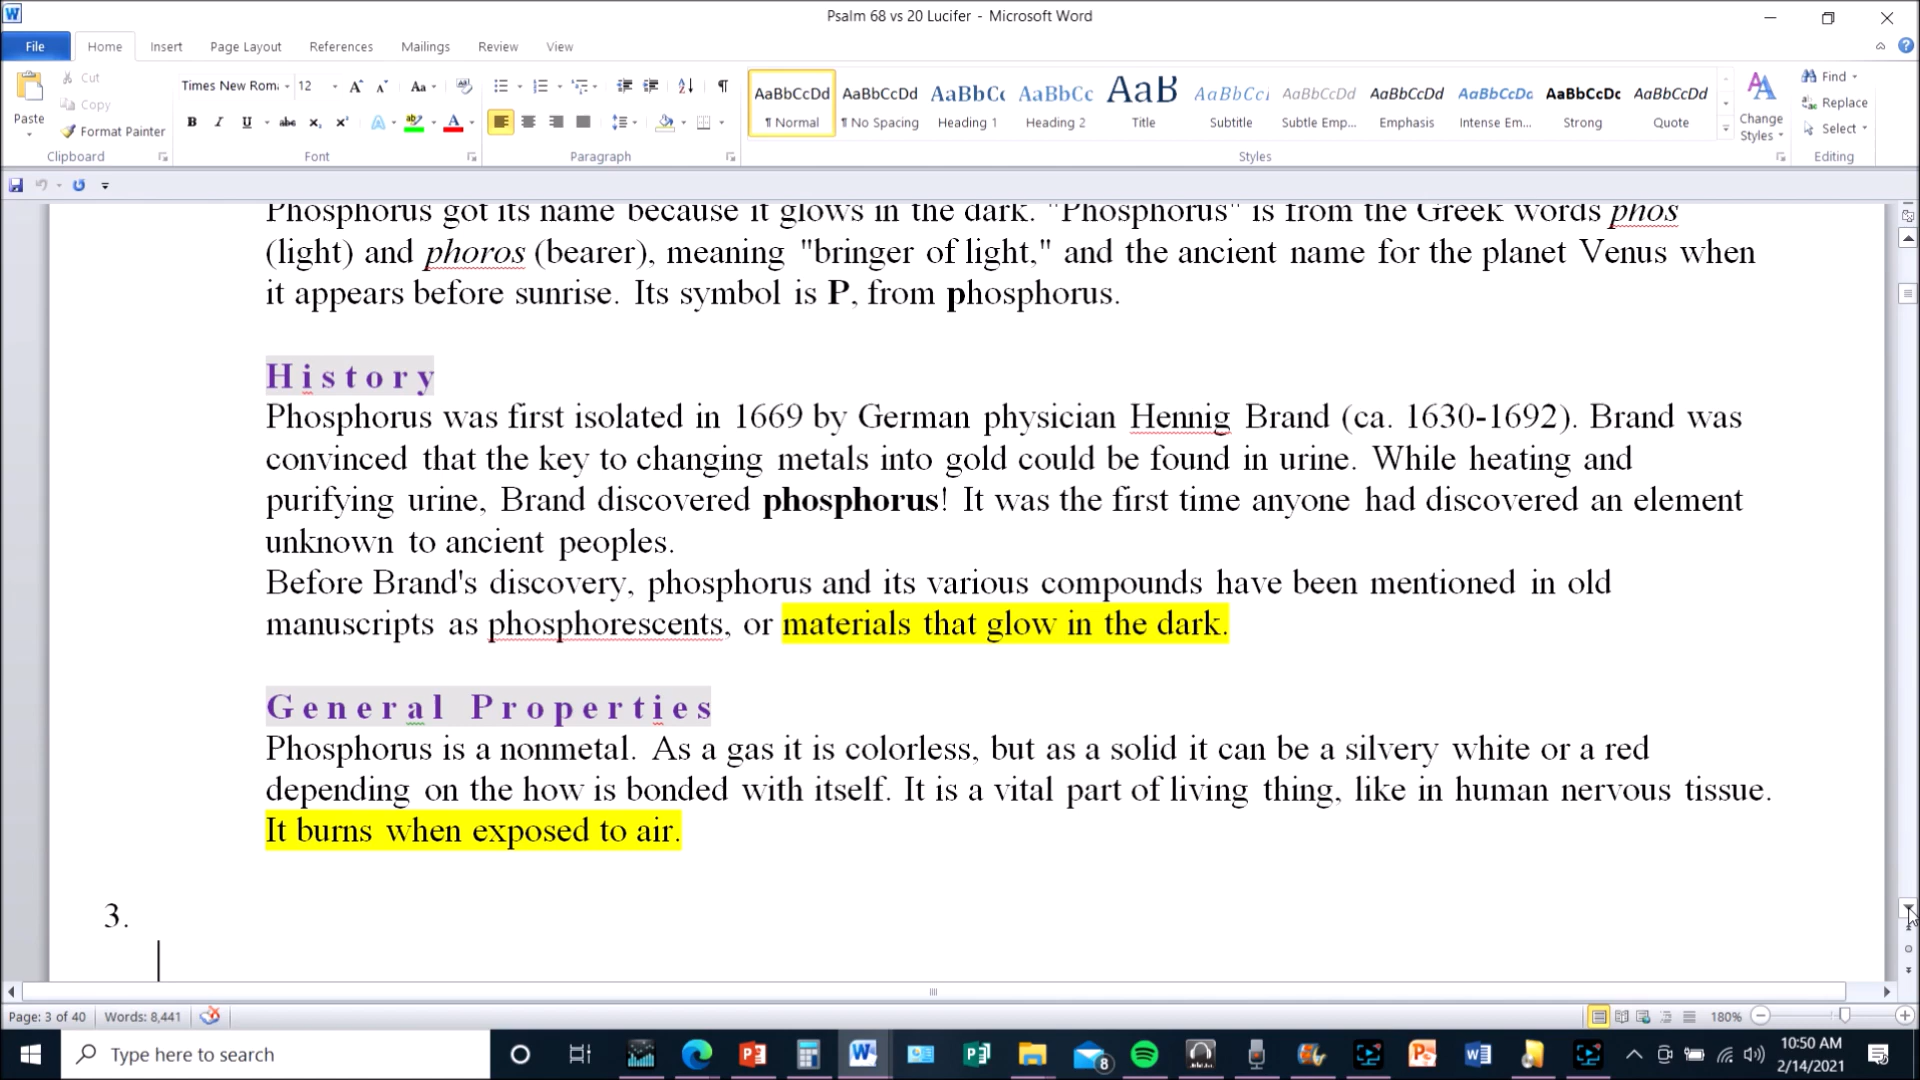 Psalm 68 vs 20 Lucifer - Microsoft Word
File Home Insert Page Layout References Mailings Review View
Paste
Cut
Copy
Format Painter
Clipboard
Times New Rom 12
Font
Paragraph
AaBbCcDd AaBbCcDd AaBbCc AaBbCc AaB AaBbCcI AaBbCcDd AaBbCcDd AaBbCcDc AaBbCcDc AaBbCcDd
¶ Normal ¶ No Spacing Heading 1 Heading 2 Title Subtitle Subtle Emp... Emphasis Intense Em... Strong Quote
Styles
Change Styles
Find
Replace
Select
Editing
Phosphorus got its name because it glows in the dark. "Phosphorus" is from the Greek words phos
(light) and phoros (bearer), meaning "bringer of light," and the ancient name for the planet Venus when
it appears before sunrise. Its symbol is P, from phosphorus.
History
Phosphorus was first isolated in 1669 by German physician Hennig Brand (ca. 1630-1692). Brand was
convinced that the key to changing metals into gold could be found in urine. While heating and
purifying urine, Brand discovered phosphorus! It was the first time anyone had discovered an element
unknown to ancient peoples.
Before Brand's discovery, phosphorus and its various compounds have been mentioned in old
manuscripts as phosphorescents, or materials that glow in the dark.
General Properties
Phosphorus is a nonmetal. As a gas it is colorless, but as a solid it can be a silvery white or a red
depending on the how is bonded with itself. It is a vital part of living thing, like in human nervous tissue.
It burns when exposed to air.
3.
Page: 3 of 40 Words: 8,441 180%
Type here to search
8
10:50 AM
2/14/2021